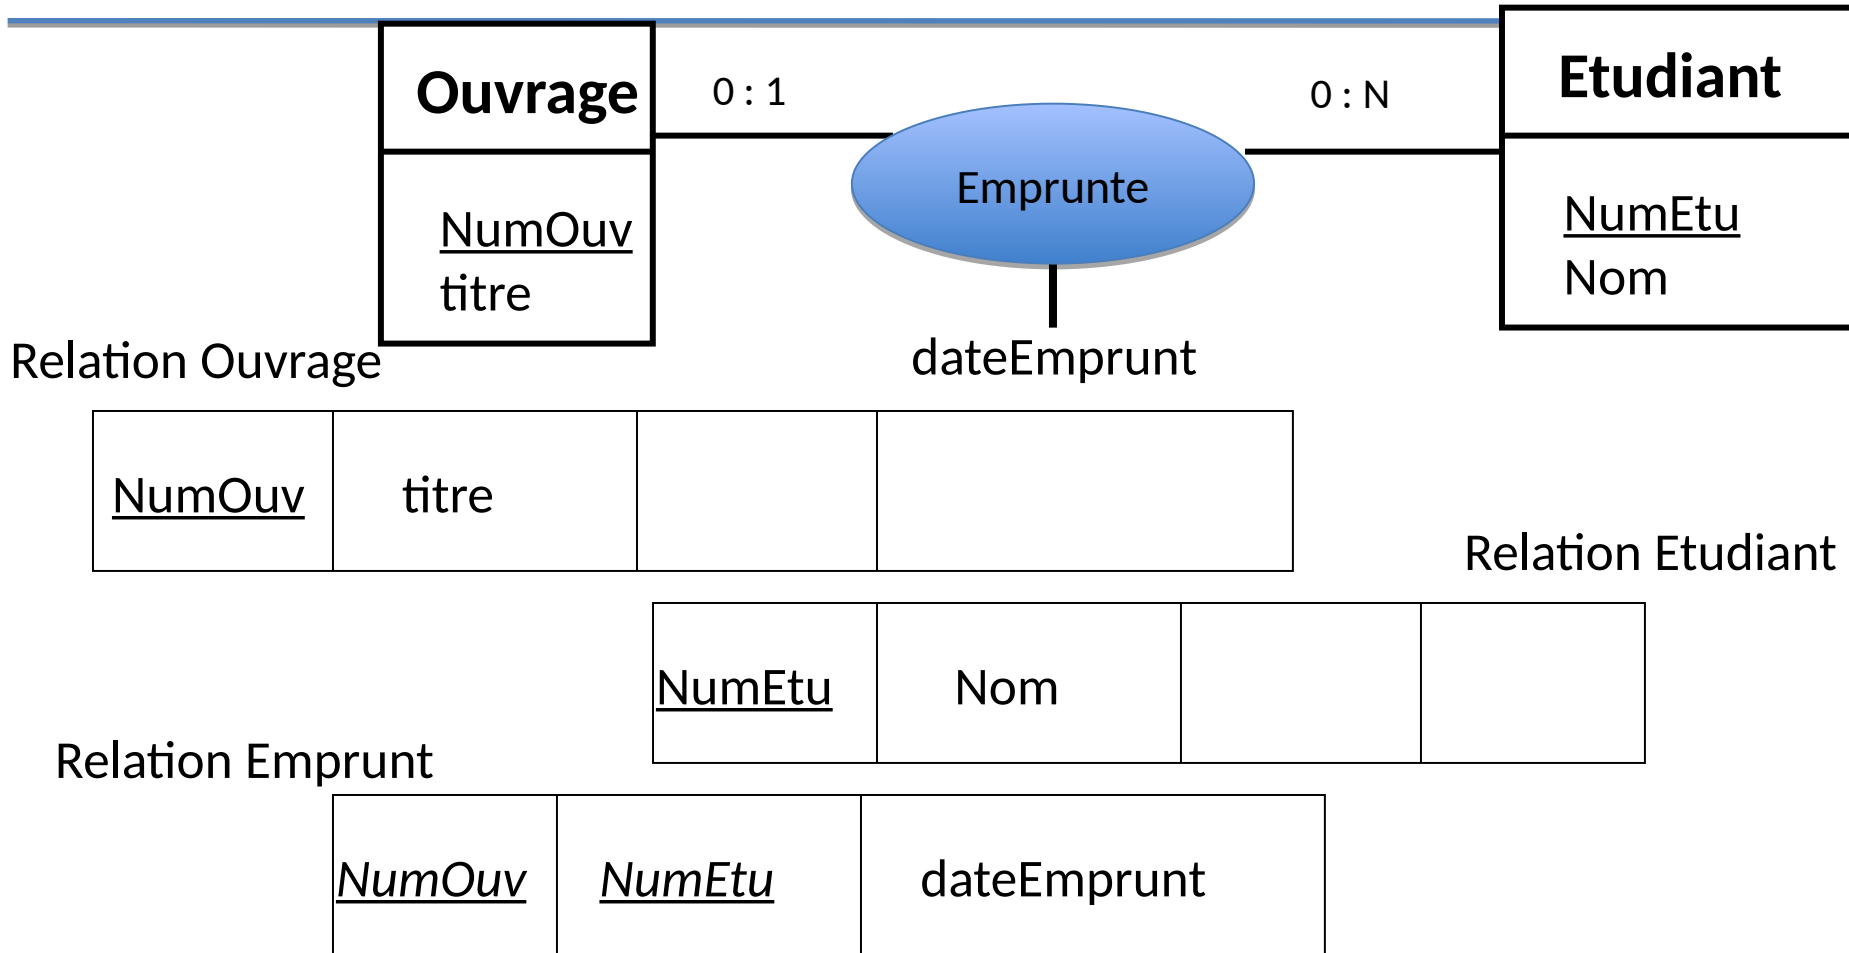 Ouvrage
0 : 1
0 : N
Etudiant
Emprunte
NumOuv
titre
NumEtu
Nom
dateEmprunt
Relation Ouvrage
NumOuv titre
Relation Etudiant
NumEtu Nom
Relation Emprunt
NumOuv NumEtu dateEmprunt